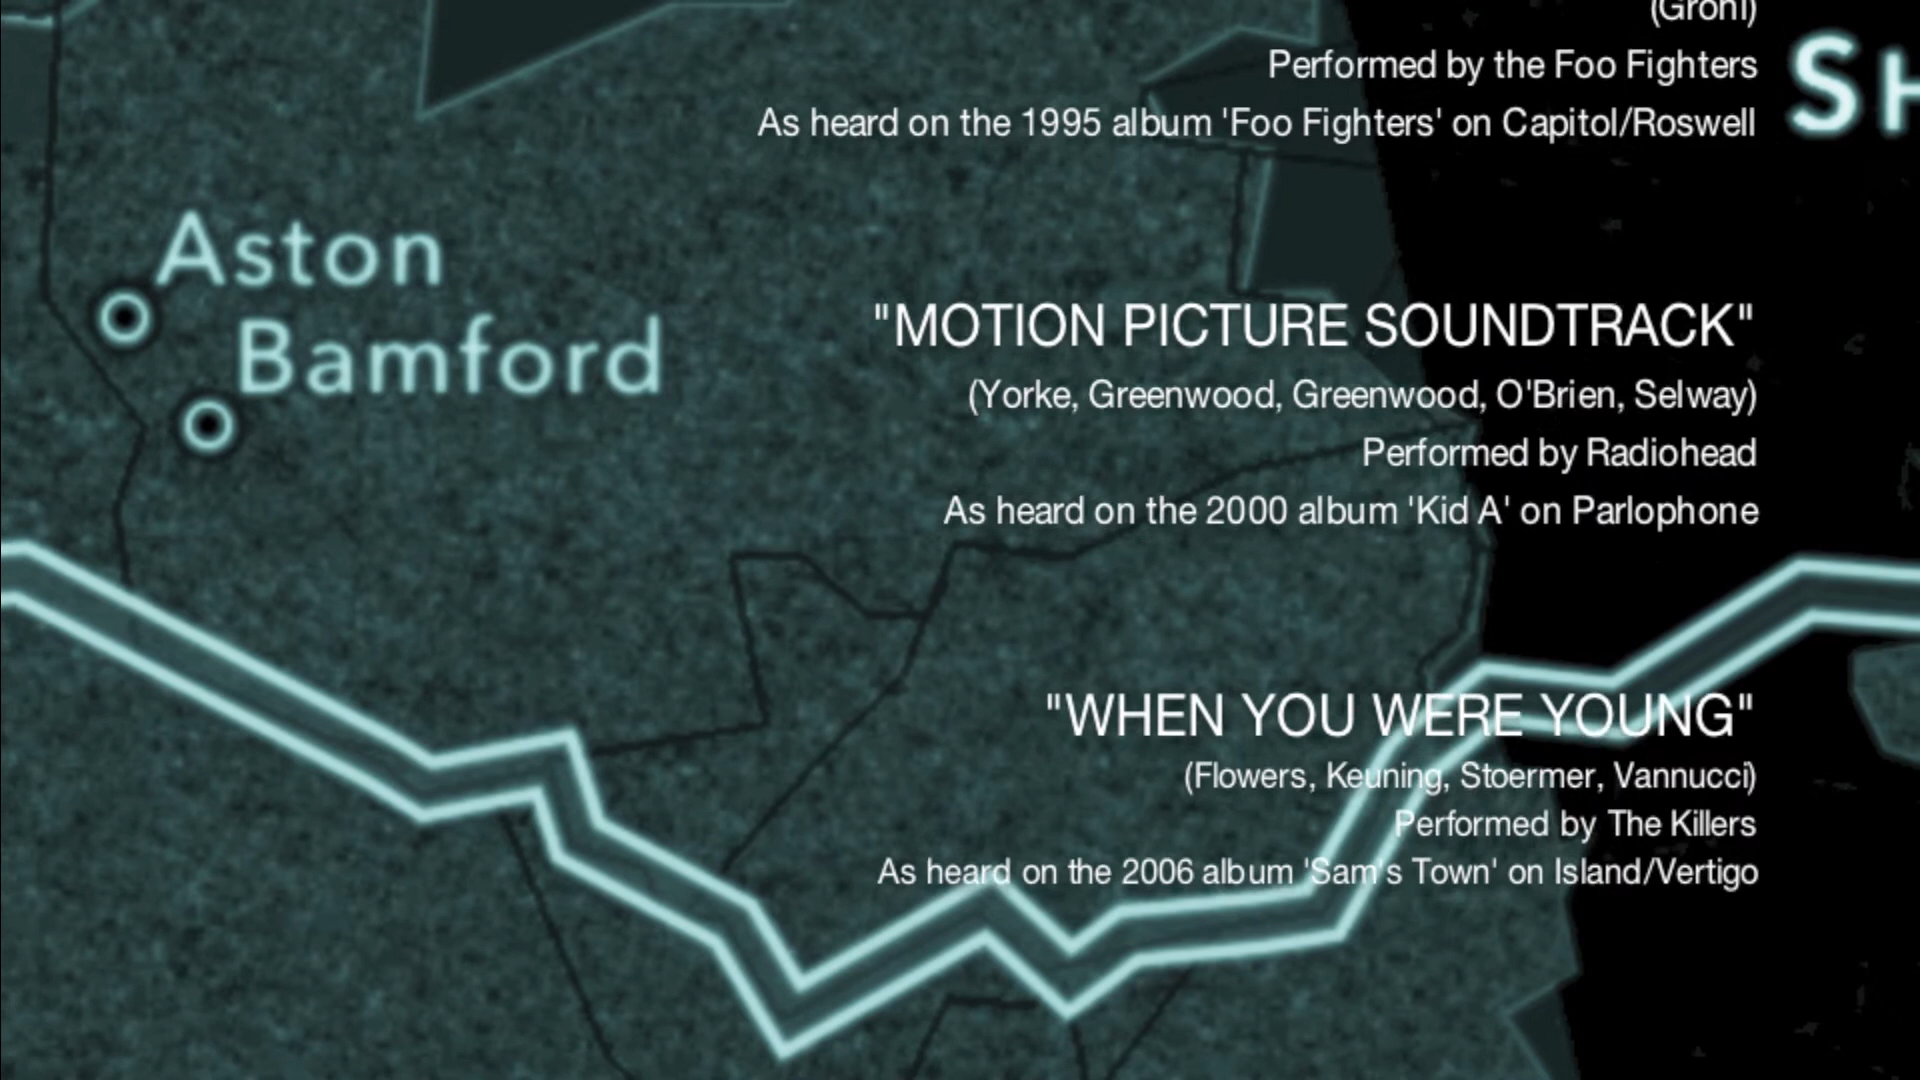 (Grohl)
Performed by the Foo Fighters
As heard on the 1995 album 'Foo Fighters' on Capitol/Roswell
Aston
Bamford
"MOTION PICTURE SOUNDTRACK"
(Yorke, Greenwood, Greenwood, O'Brien, Selway)
Performed by Radiohead
As heard on the 2000 album 'Kid A' on Parlophone
"WHEN YOU WERE YOUNG"
(Flowers, Keuning, Stoermer, Vannucci)
Performed by The Killers
As heard on the 2006 album 'Sam's Town' on Island/Vertigo